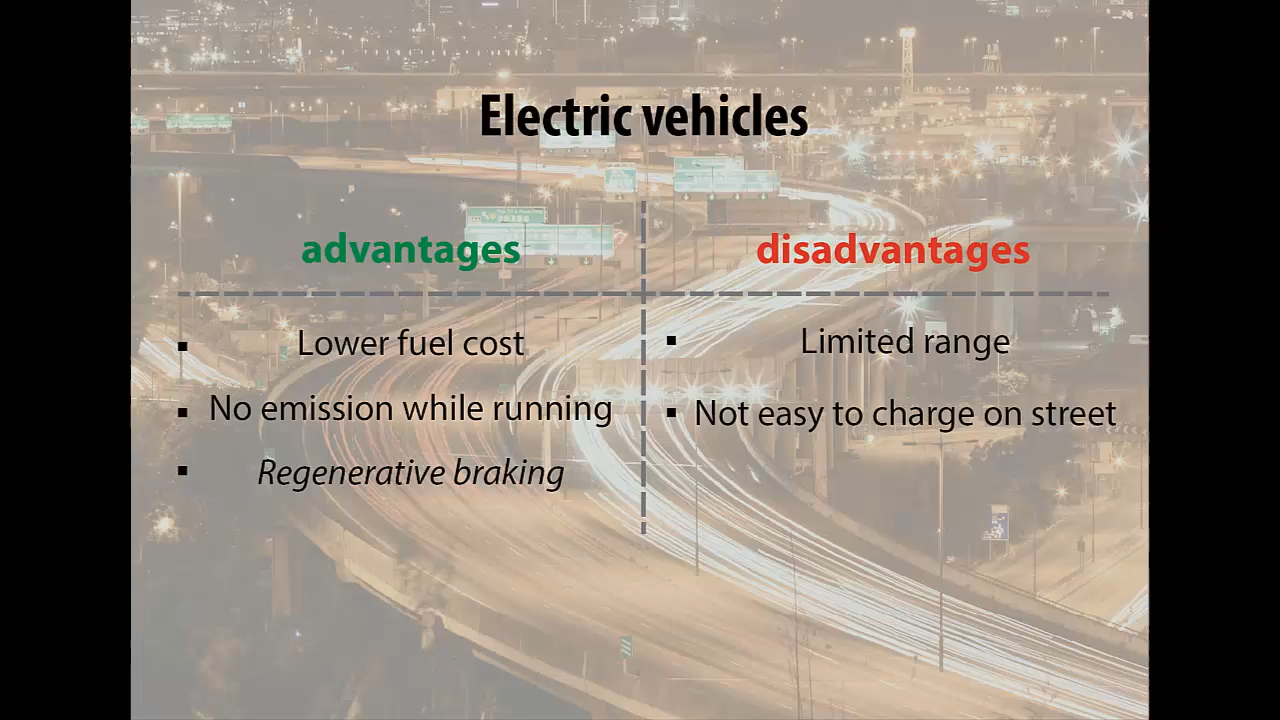 Electric vehicles
advantages
disadvantages
Lower fuel cost
No emission while running
Regenerative braking
Limited range
Not easy to charge on street